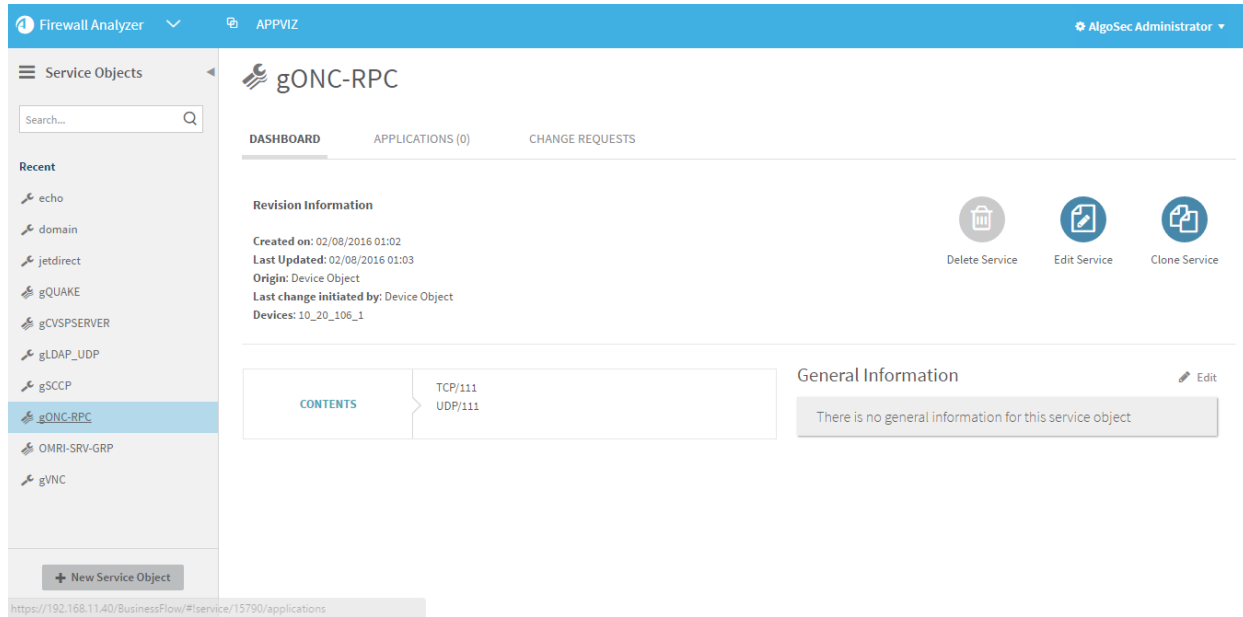 Firewall Analyzer
APPVIZ
AlgoSec Administrator
Service Objects
Search...
Recent
echo
domain
jetdirect
gQUAKE
gCVSPSERVER
gLDAP_UDP
gSCCP
gONC-RPC
OMRI-SRV-GRP
gVNC
New Service Object
gONC-RPC
DASHBOARD APPLICATIONS (0) CHANGE REQUESTS
Revision Information
Created on: 02/08/2016 01:02
Last Updated: 02/08/2016 01:03
Origin: Device Object
Last change initiated by: Device Object
Devices: 10_20_106_1
Delete Service Edit Service Clone Service
CONTENTS
TCP/111
UDP/111
General Information
Edit
There is no general information for this service object
https://192.168.11.40/BusinessFlow/#!service/15790/applications